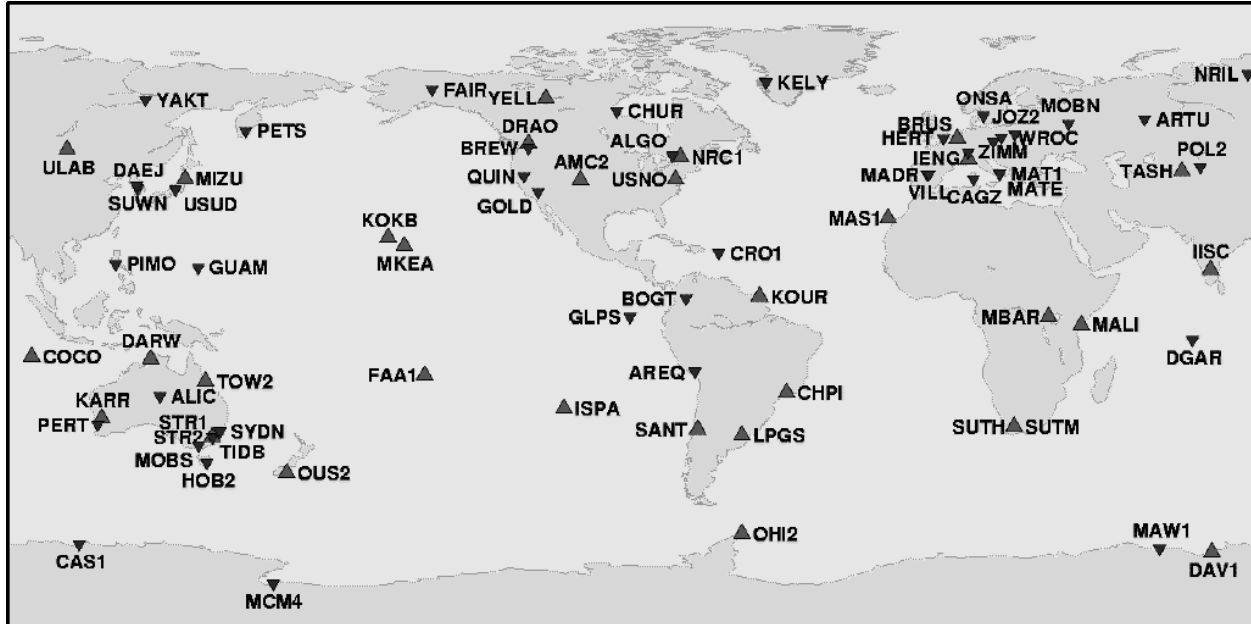 NRIL
KELY
FAIR
YELL
YAKT
CHUR
ONSA
MOBN
JOZ2
ARTU
PETS
DRAO
BRUS
HERT
WROC
BREW
ALGO
NRC1
IENG
ZIMM
ULAB
DAEJ
MIZU
AMC2
POL2
TASH
QUIN
USNO
MADR
MAT1
SUWN
USUD
GOLD
VILL
CAGZ
MATE
KOKB
MAS1
MKEA
CRO1
IISC
PIMO
GUAM
BOGT
KOUR
GLPS
MBAR
MALI
DARW
COCO
DGAR
FAA1
AREQ
TOW2
CHPI
KARR
ALIC
ISPA
PERT
STR1
SYDN
SANT
LPGS
SUTH
SUTM
STR2
TIDB
MOBS
HOB2
OUS2
OHI2
MAW1
CAS1
DAV1
MCM4